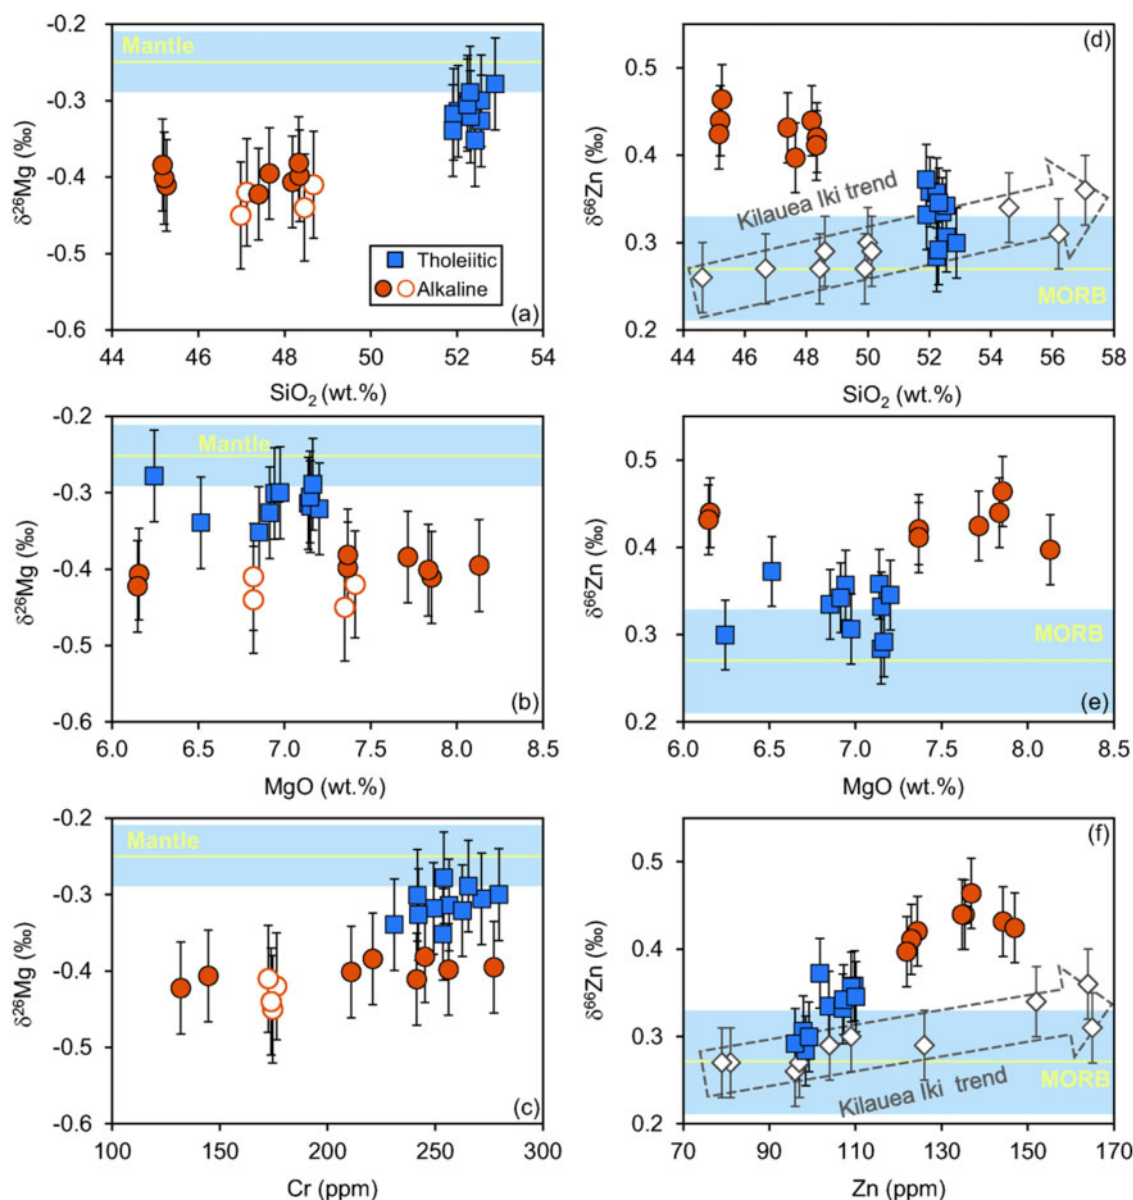 -0.2
Mantle
-0.3
-0.4
-0.5
-0.6
δ26Mg (‰)
Tholeiitic
Alkaline
(a)
44 46 48 50 52 54
SiO2 (wt.%)
(d)
0.5
0.4
0.3
0.2
δ66Zn (‰)
Kilauea Iki trend
MORB
44 46 48 50 52 54 56 58
SiO2 (wt.%)
-0.2
Mantle
-0.3
-0.4
-0.5
-0.6
δ26Mg (‰)
(b)
6.0 6.5 7.0 7.5 8.0 8.5
MgO (wt.%)
0.5
0.4
0.3
0.2
δ66Zn (‰)
MORB
(e)
6.0 6.5 7.0 7.5 8.0 8.5
MgO (wt.%)
-0.2
Mantle
-0.3
-0.4
-0.5
-0.6
δ26Mg (‰)
(c)
100 150 200 250 300
Cr (ppm)
(f)
0.5
0.4
0.3
0.2
δ66Zn (‰)
MORB
Kilauea Iki trend
70 90 110 130 150 170
Zn (ppm)